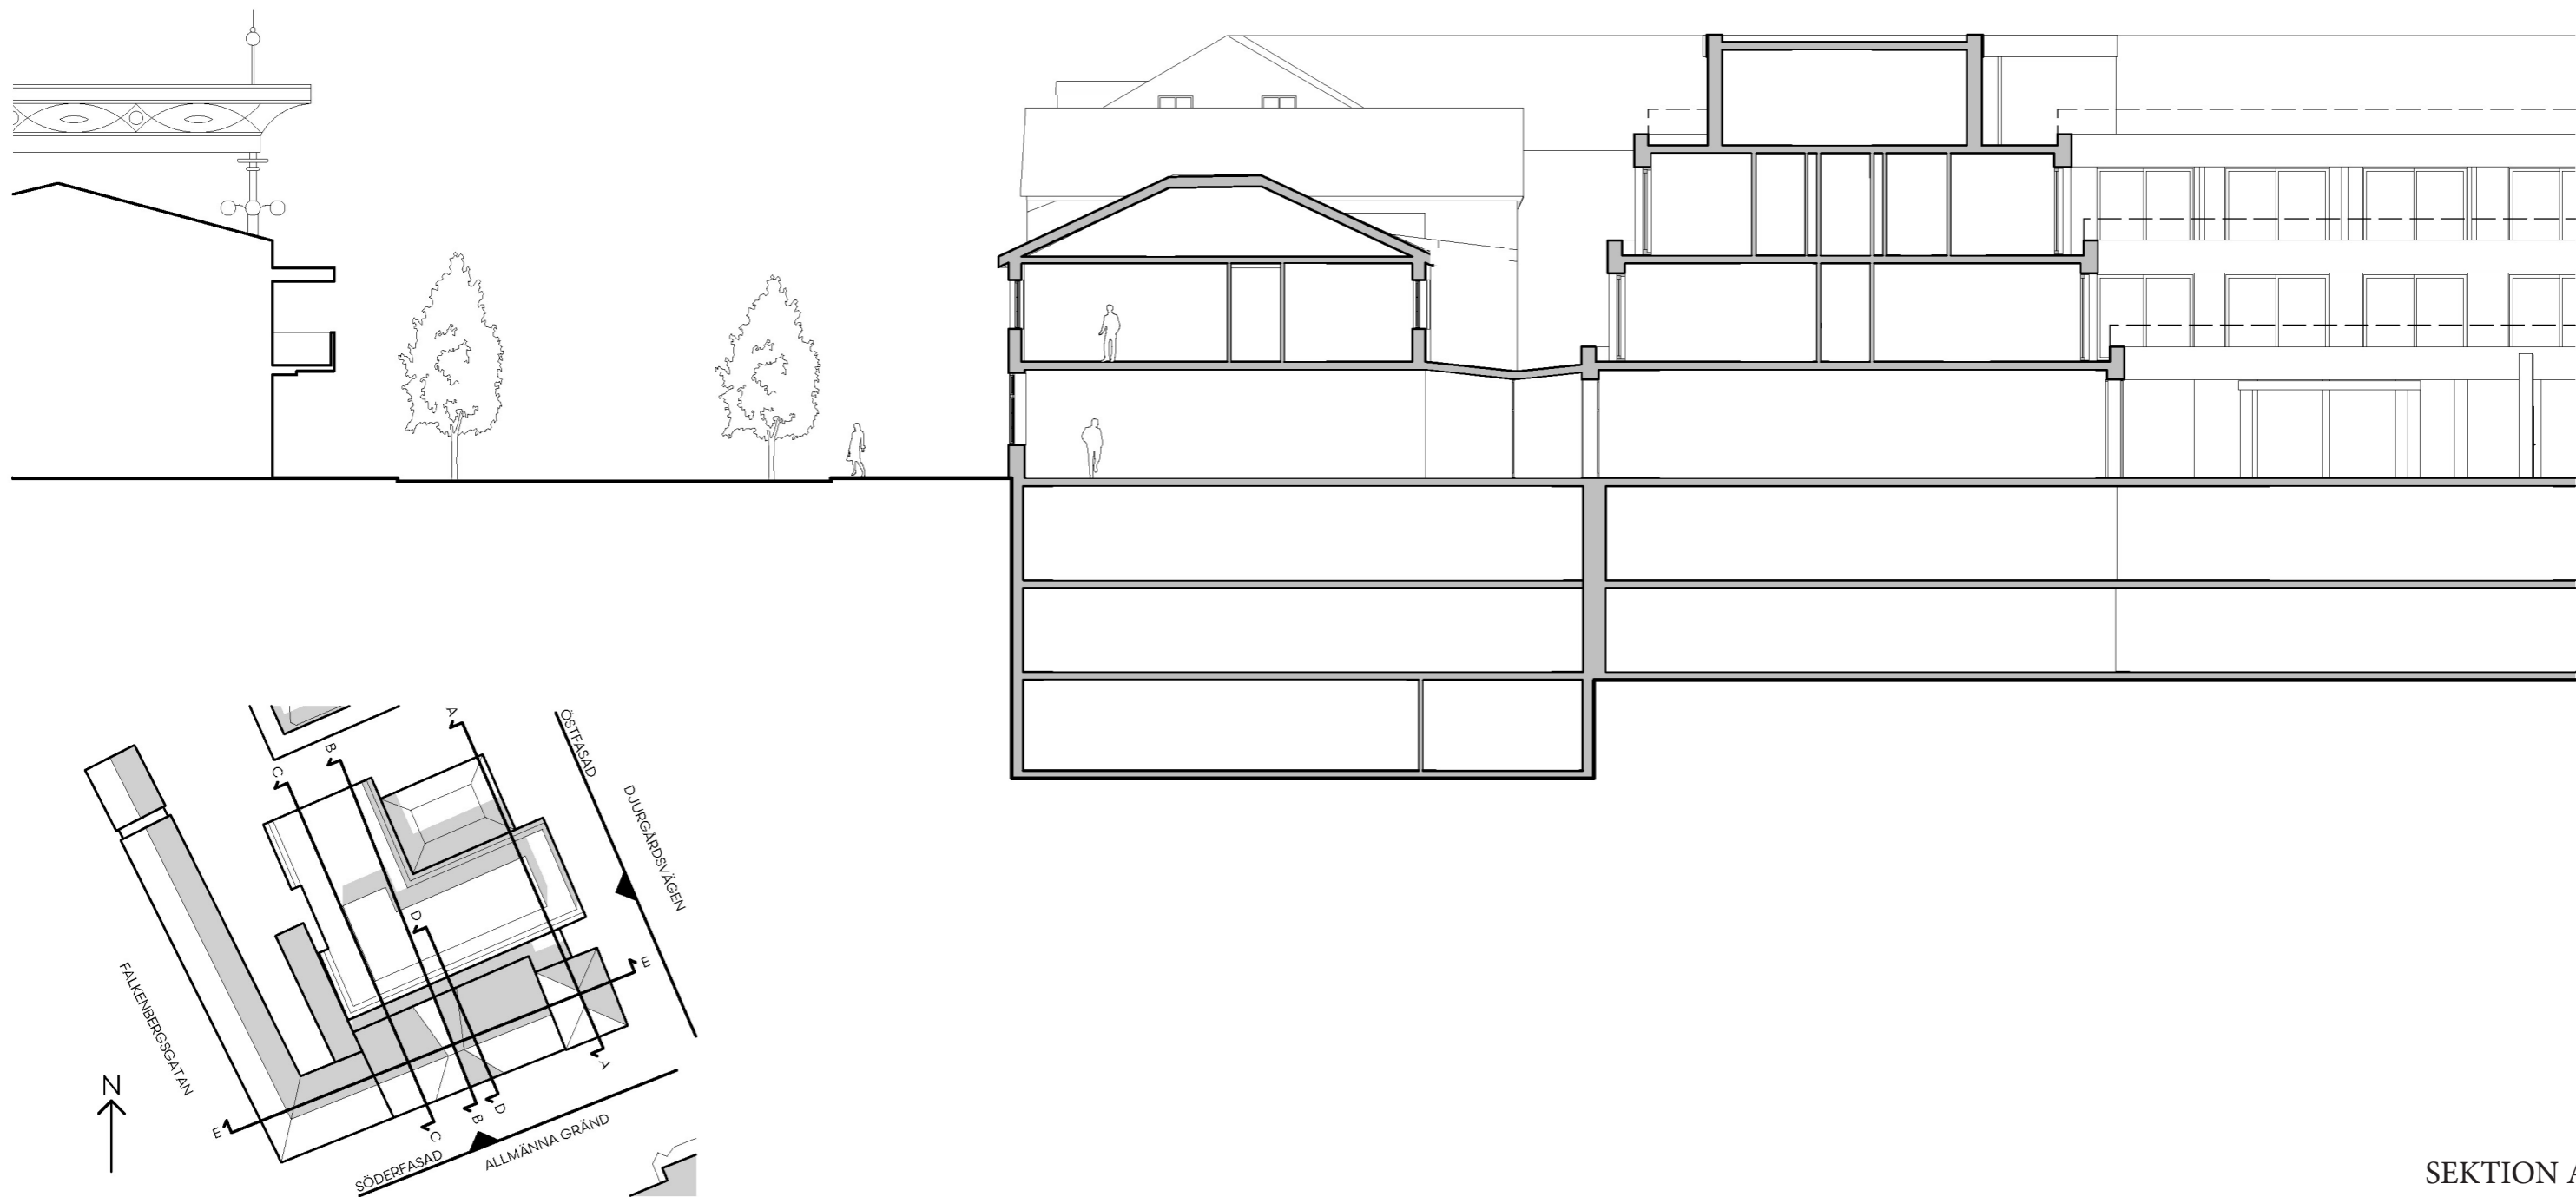 A
ÖSTFASAD
B
C
DJURGÅRDSVÄGEN
D
E
FALKENBERGSGATAN
A
N
D
B
E
C
ALLMÄNNA GRÄND
SÖDERFASAD
SEKTION A